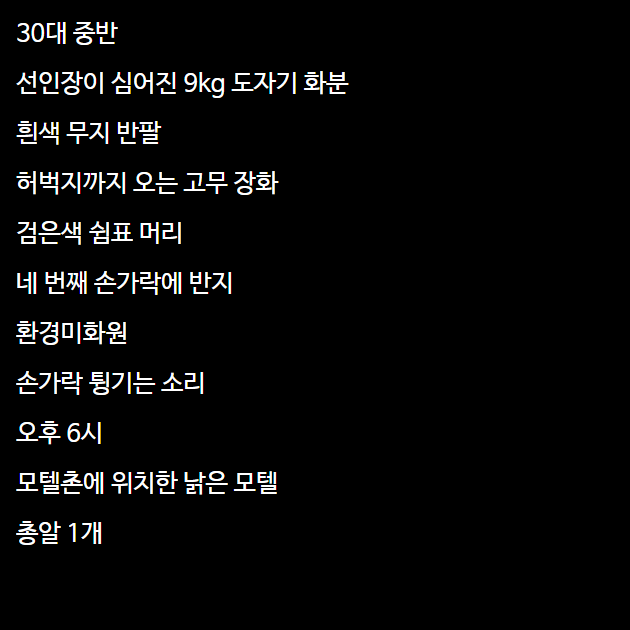 30대 중반
선인장이 심어진 9kg 도자기 화분
흰색 무지 반팔
허벅지까지 오는 고무 장화
검은색 쉼표 머리
네 번째 손가락에 반지
환경미화원
손가락 튕기는 소리
오후 6시
모텔촌에 위치한 낡은 모텔
총알 1개